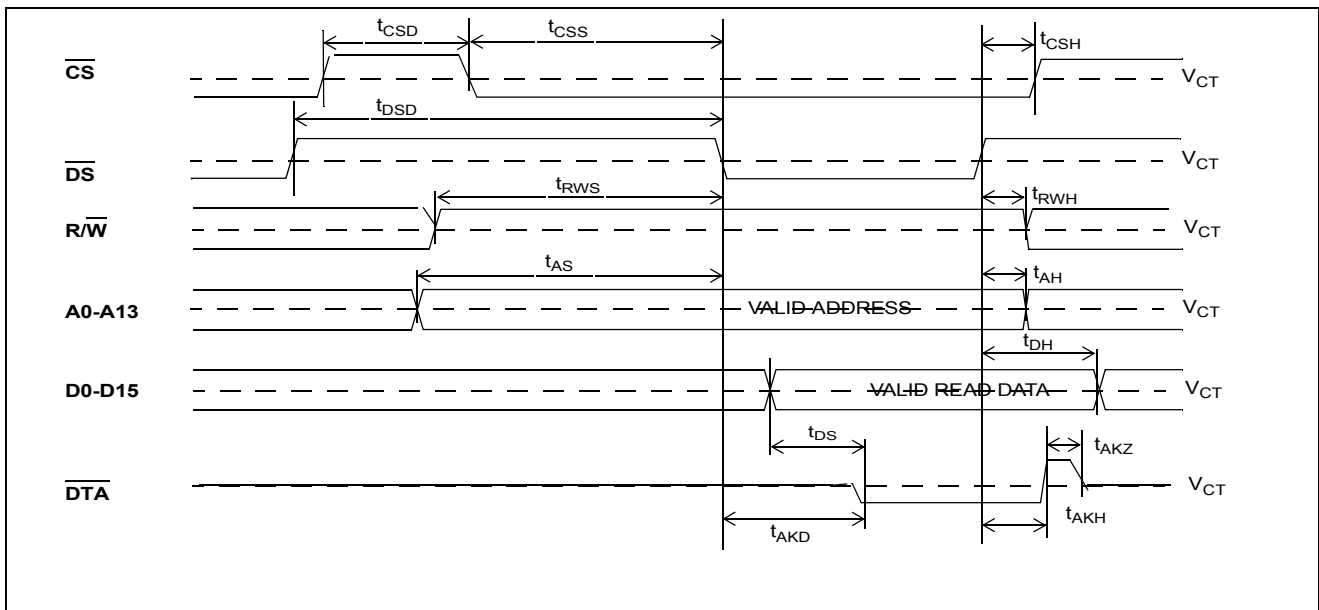 tCSD
tCSS
tCSH
CS
VCT
tDSD
DS
VCT
tRWS
tRWH
R/W
VCT
tAS
tAH
A0-A13
VALID ADDRESS
VCT
tDH
D0-D15
VALID READ DATA
VCT
tDS
tAKZ
DTA
VCT
tAKH
tAKD